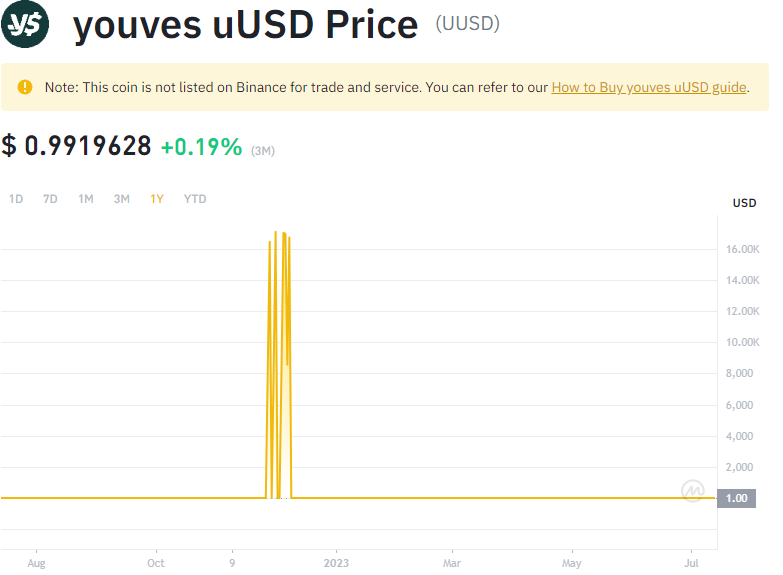 y$
youves uUSD Price (UUSD)
Note: This coin is not listed on Binance for trade and service. You can refer to our How to Buy youves uUSD guide.
$ 0.9919628 +0.19% (3M)
1D 7D 1M 3M 1Y YTD
USD
16.00K
14.00K
12.00K
10.00K
8,000
6,000
4,000
2,000
1.00
Aug Oct 9 2023 Mar May Jul